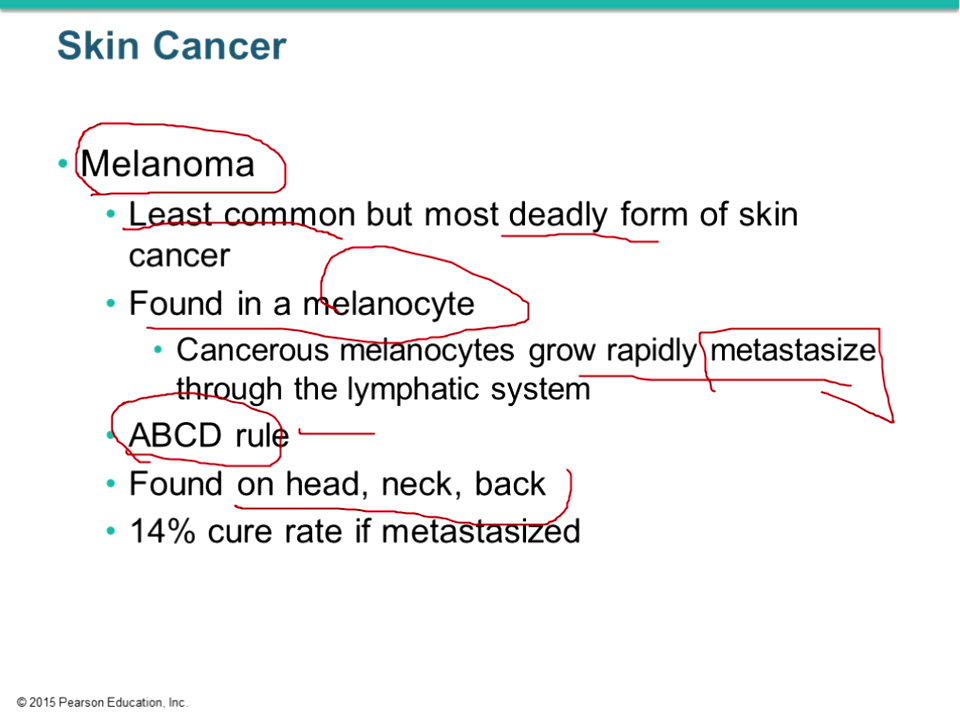 Skin Cancer
• Melanoma
• Least common but most deadly form of skin
cancer
• Found in a melanocyte
• Cancerous melanocytes grow rapidly metastasize
through the lymphatic system
• ABCD rule
• Found on head, neck, back
• 14% cure rate if metastasized
© 2015 Pearson Education, Inc.